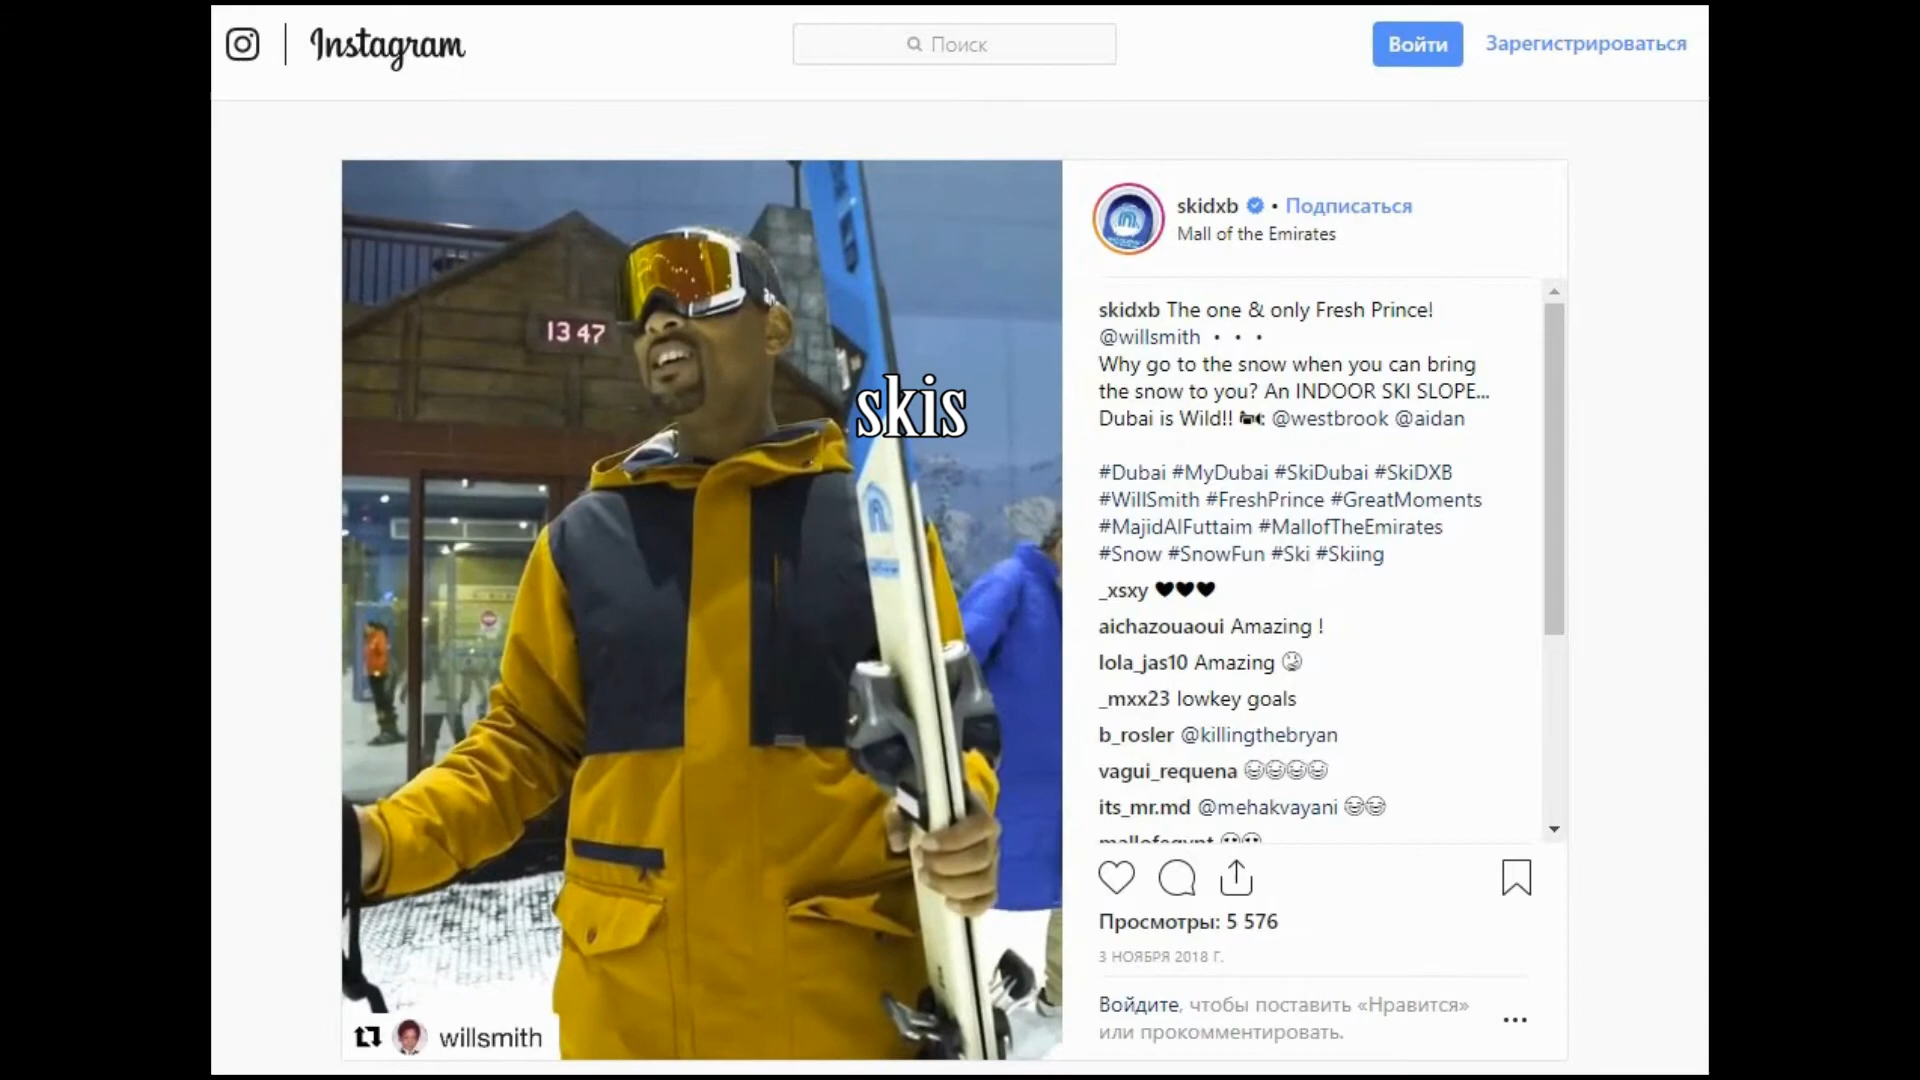 Instagram
Поиск
Войти
Зарегистрироваться
13 47
skis
willsmith
skidxb • Подписаться
Mall of the Emirates
skidxb The one & only Fresh Prince!
@willsmith • • •
Why go to the snow when you can bring
the snow to you? An INDOOR SKI SLOPE...
Dubai is Wild!! @westbrook @aidan
#Dubai #MyDubai #SkiDubai #SkiDXB
#WillSmith #FreshPrince #GreatMoments
#MajidAlFuttaim #MallofTheEmirates
#Snow #SnowFun #Ski #Skiing
_xsxy ♥♥♥
aichazouaoui Amazing !
lola_jas10 Amazing
_mxx23 lowkey goals
b_rosler @killingthebryan
vagui_requena
its_mr.md @mehakvayani
Просмотры: 5 576
3 НОЯБРЯ 2018 Г.
Войдите, чтобы поставить «Нравится»
или прокомментировать.